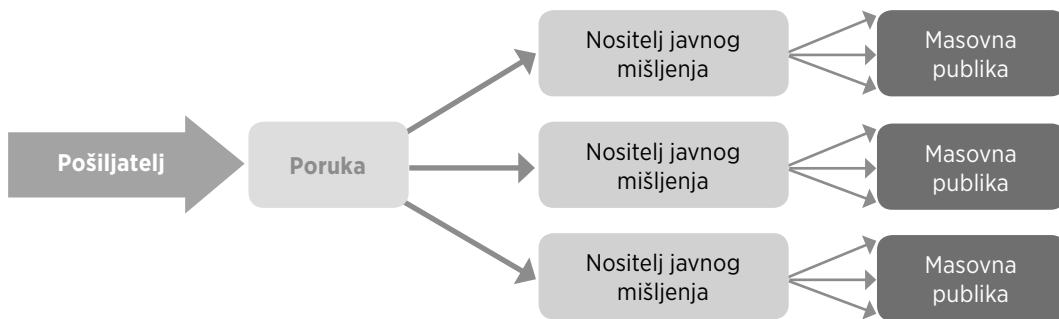 Pošiljatelj
Poruka
Nositelj javnog
mišljenja
Masovna
publika
Nositelj javnog
mišljenja
Masovna
publika
Nositelj javnog
mišljenja
Masovna
publika